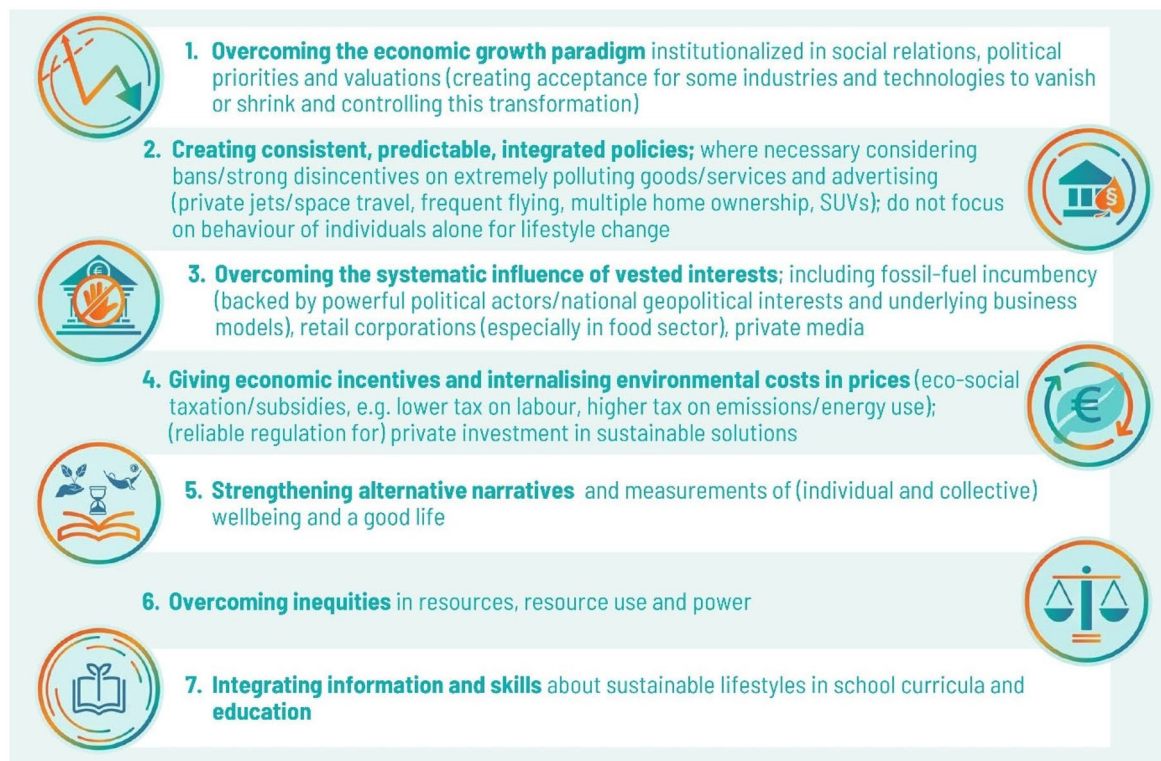 1. Overcoming the economic growth paradigm institutionalized in social relations, political
priorities and valuations (creating acceptance for some industries and technologies to vanish
or shrink and controlling this transformation)
2. Creating consistent, predictable, integrated policies; where necessary considering
bans/strong disincentives on extremely polluting goods/services and advertising
(private jets/space travel, frequent flying, multiple home ownership, SUVs); do not focus
on behaviour of individuals alone for lifestyle change
§
€
3. Overcoming the systematic influence of vested interests; including fossil-fuel incumbency
(backed by powerful political actors/national geopolitical interests and underlying business
models), retail corporations (especially in food sector), private media
4. Giving economic incentives and internalising environmental costs in prices (eco-social
taxation/subsidies, e.g. lower tax on labour, higher tax on emissions/energy use);
(reliable regulation for) private investment in sustainable solutions
€
5. Strengthening alternative narratives and measurements of (individual and collective)
wellbeing and a good life
6. Overcoming inequities in resources, resource use and power
7. Integrating information and skills about sustainable lifestyles in school curricula and
education